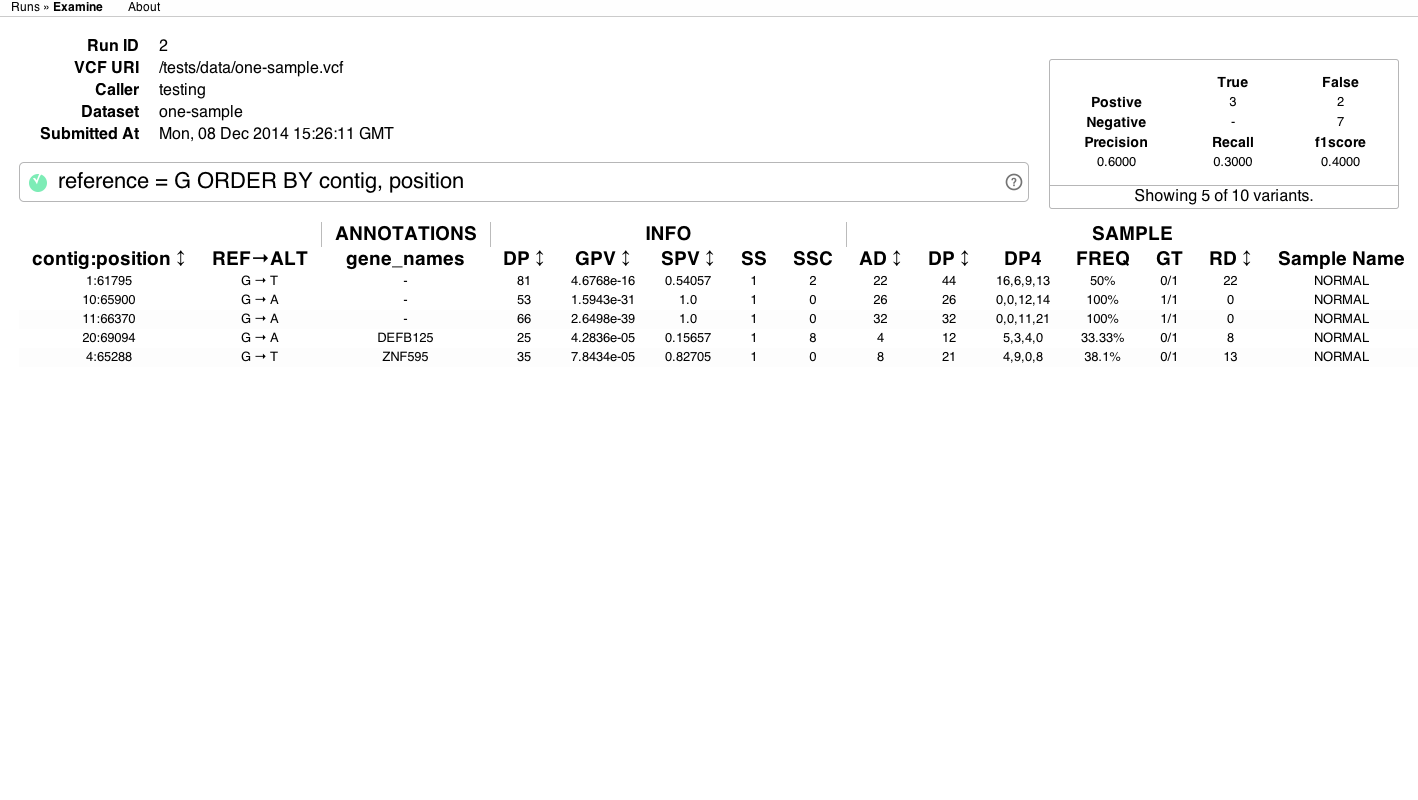 Runs » Examine About
Run ID 2
VCF URI /tests/data/one-sample.vcf
Caller testing
Dataset one-sample
Submitted At Mon, 08 Dec 2014 15:26:11 GMT
True False
Postive 3 2
Negative - 7
Precision Recall f1score
0.6000 0.3000 0.4000
Showing 5 of 10 variants.
reference = G ORDER BY contig, position ?
ANNOTATIONS INFO SAMPLE
contig:position ↕ REF→ALT gene_names DP ↕ GPV ↕ SPV ↕ SS SSC AD ↕ DP ↕ DP4 FREQ GT RD ↕ Sample Name
1:61795 G → T - 81 4.6768e-16 0.54057 1 2 22 44 16,6,9,13 50% 0/1 22 NORMAL
10:65900 G → A - 53 1.5943e-31 1.0 1 0 26 26 0,0,12,14 100% 1/1 0 NORMAL
11:66370 G → A - 66 2.6498e-39 1.0 1 0 32 32 0,0,11,21 100% 1/1 0 NORMAL
20:69094 G → A DEFB125 25 4.2836e-05 0.15657 1 8 4 12 5,3,4,0 33.33% 0/1 8 NORMAL
4:65288 G → T ZNF595 35 7.8434e-05 0.82705 1 0 8 21 4,9,0,8 38.1% 0/1 13 NORMAL